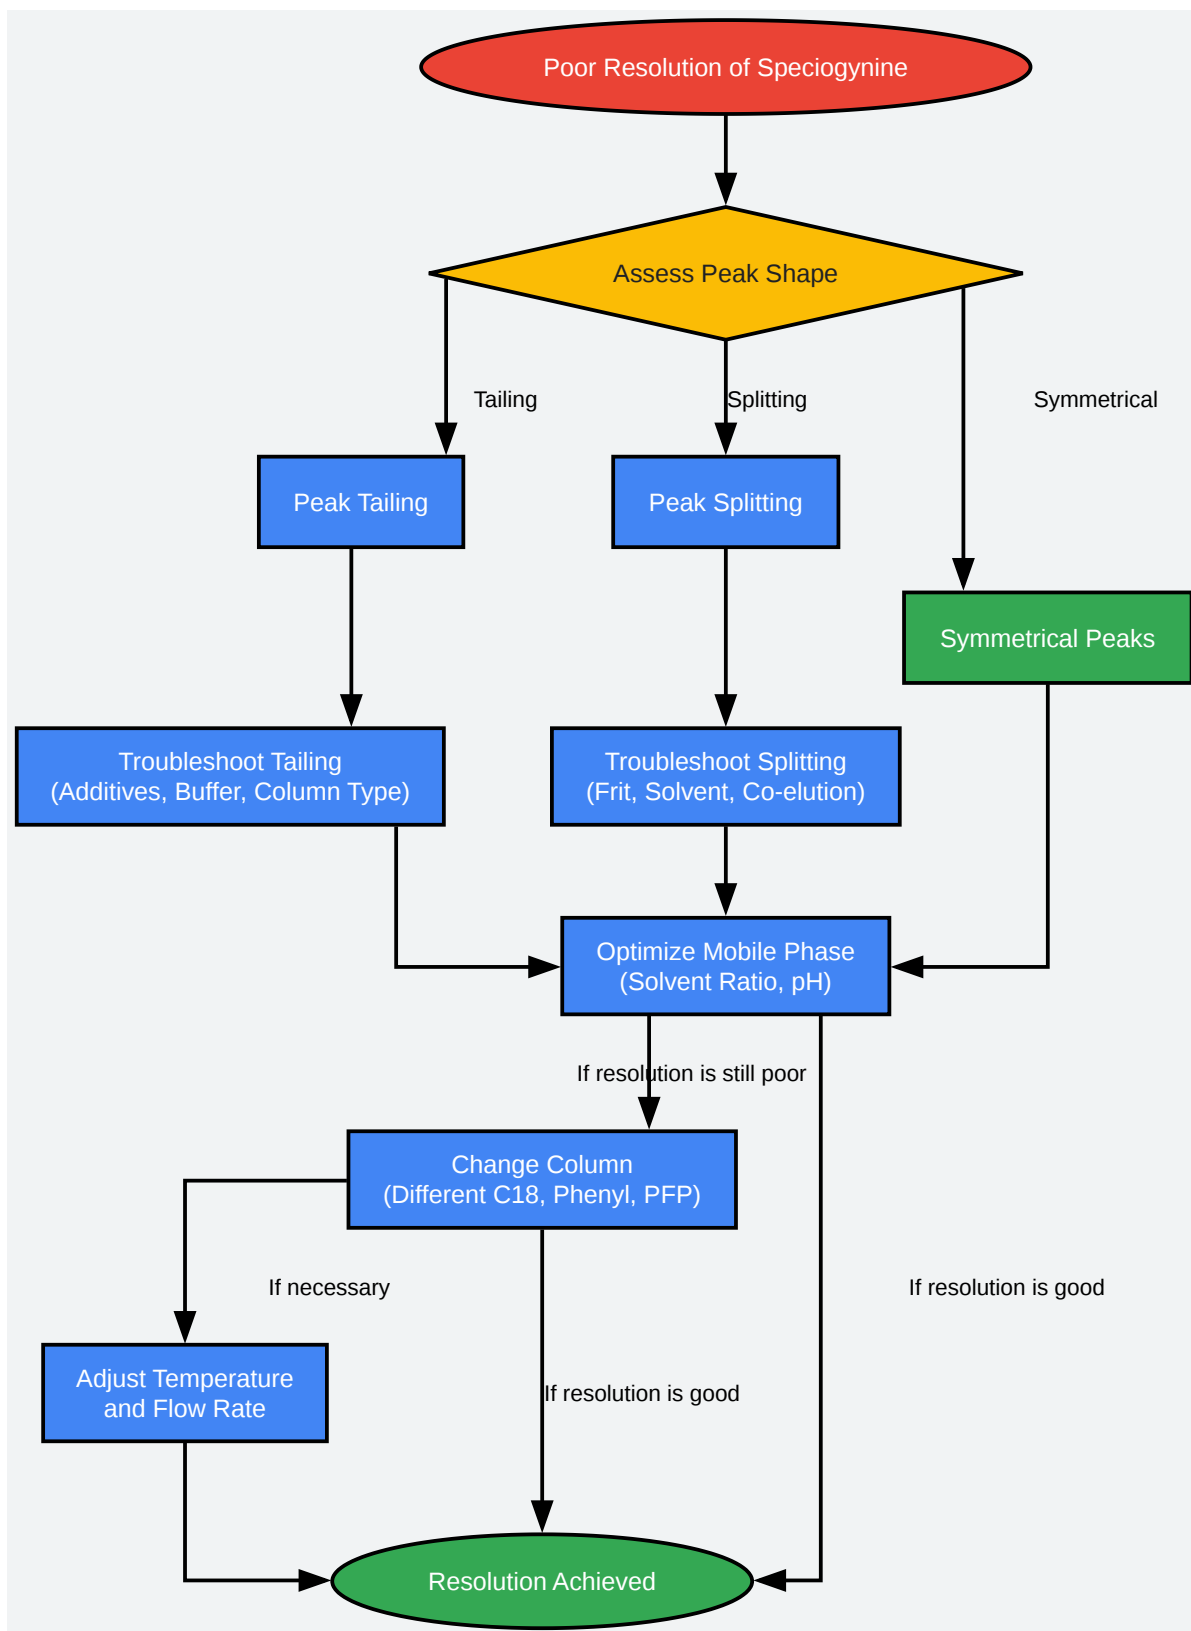 Poor Resolution of Speciogynine
Assess Peak Shape
Tailing
Splitting
Symmetrical
Peak Tailing
Peak Splitting
Symmetrical Peaks
Troubleshoot Tailing
(Additives, Buffer, Column Type)
Troubleshoot Splitting
(Frit, Solvent, Co-elution)
Optimize Mobile Phase
(Solvent Ratio, pH)
If resolution is still poor
Change Column
(Different C18, Phenyl, PFP)
If necessary
If resolution is good
Adjust Temperature
and Flow Rate
If resolution is good
Resolution Achieved